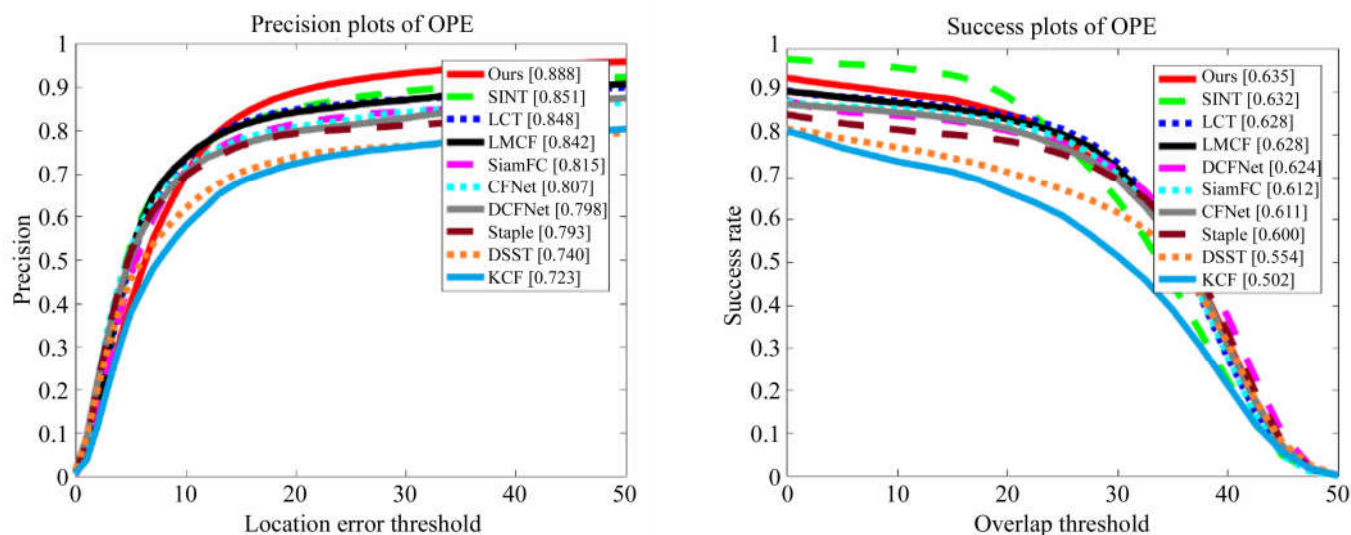 Precision plots of OPE
Precision
1
0.9
0.8
0.7
0.6
0.5
0.4
0.3
0.2
0.1
0
Ours [0.888]
SINT [0.851]
LCT [0.848]
LMCF [0.842]
SiamFC [0.815]
CFNet [0.807]
DCFNet [0.798]
Staple [0.793]
DSST [0.740]
KCF [0.723]
0 10 20 30 40 50
Location error threshold
Success plots of OPE
Success rate
1
0.9
0.8
0.7
0.6
0.5
0.4
0.3
0.2
0.1
0
Ours [0.635]
SINT [0.632]
LCT [0.628]
LMCF [0.628]
DCFNet [0.624]
SiamFC [0.612]
CFNet [0.611]
Staple [0.600]
DSST [0.554]
KCF [0.502]
0 10 20 30 40 50
Overlap threshold